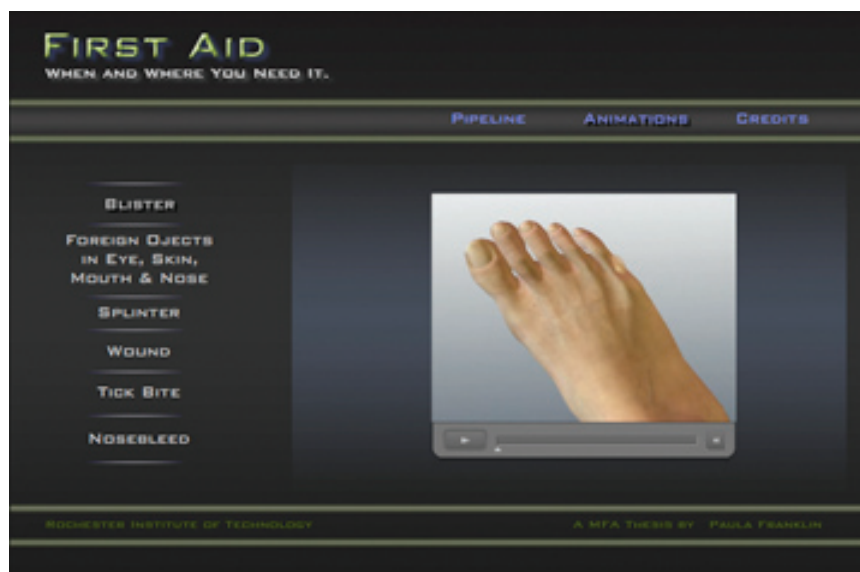 FIRST AID
WHEN AND WHERE YOU NEED IT.
PIPELINE ANIMATIONS CREDITS
BLISTER
FOREIGN OJECTS
IN EYE, SKIN,
MOUTH & NOSE
SPLINTER
WOUND
TICK BITE
NOSEBLEED
ROCHESTER INSTITUTE OF TECHNOLOGY A MFA THESIS BY PAULA FRANKLIN